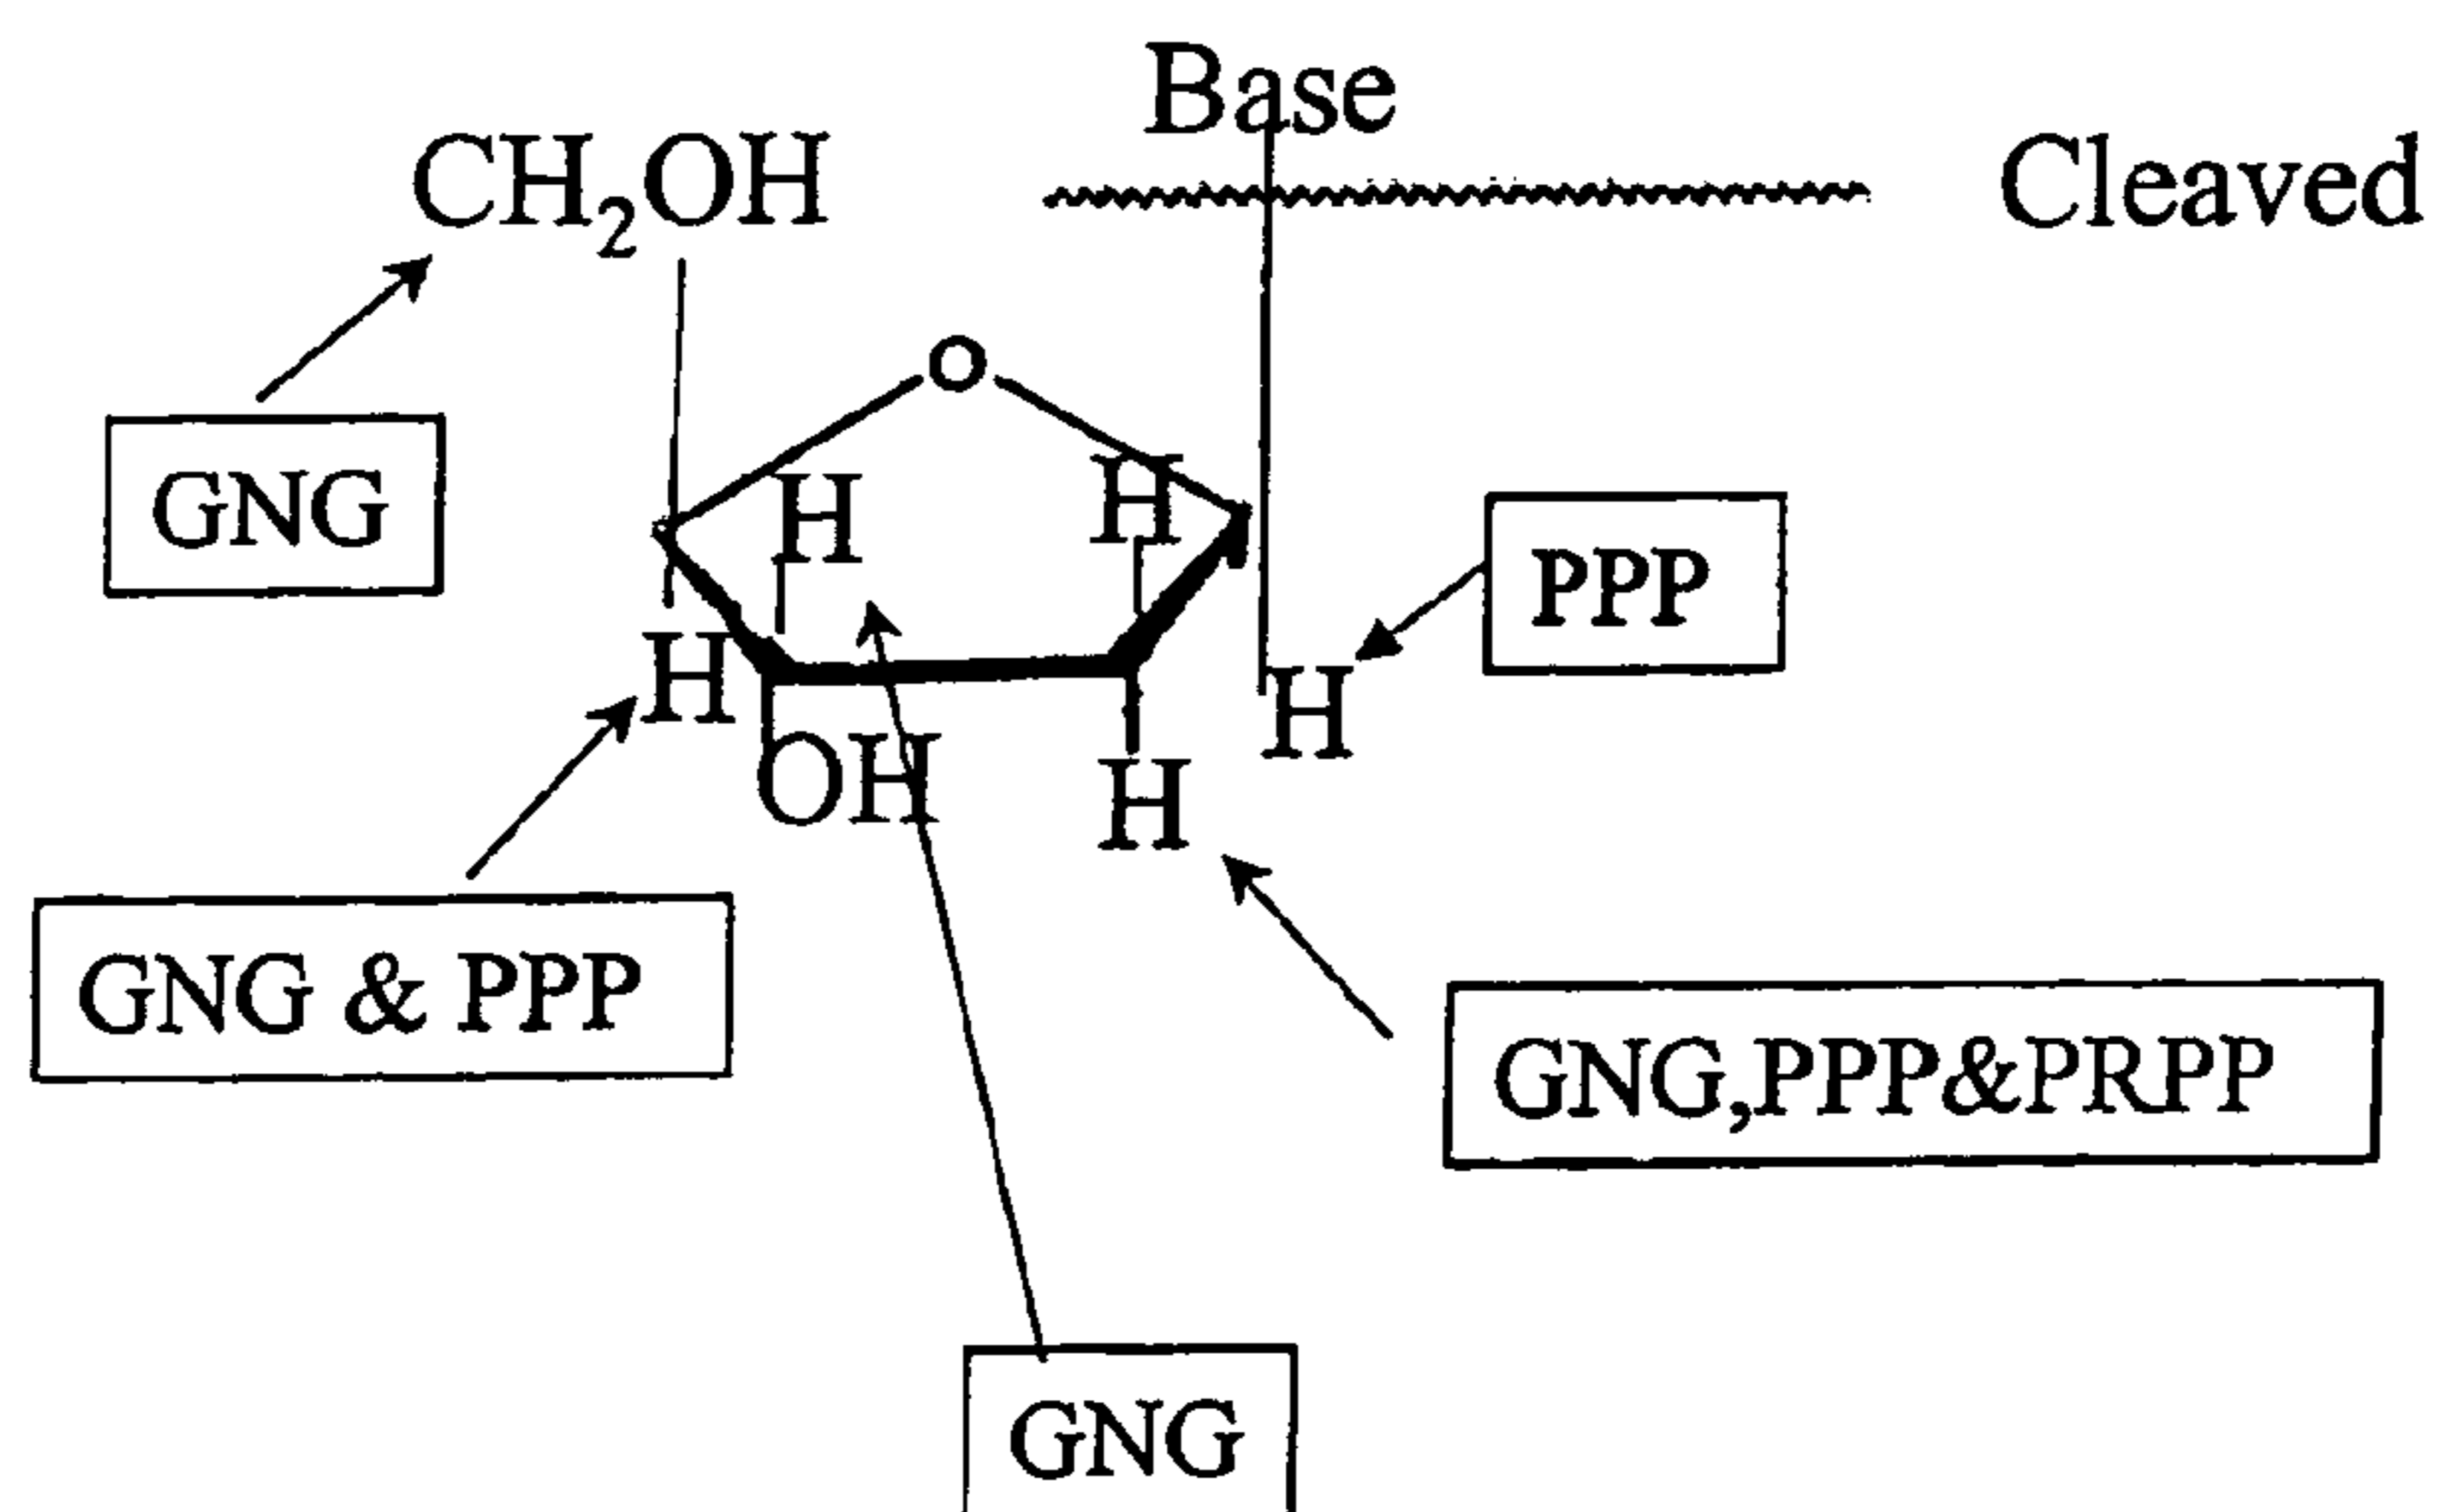 Base
CH2OH
Cleaved
O
H
H
GNG
PPP
H
H
OH
H
GNG & PPP
GNG,PPP&PRPP
GNG